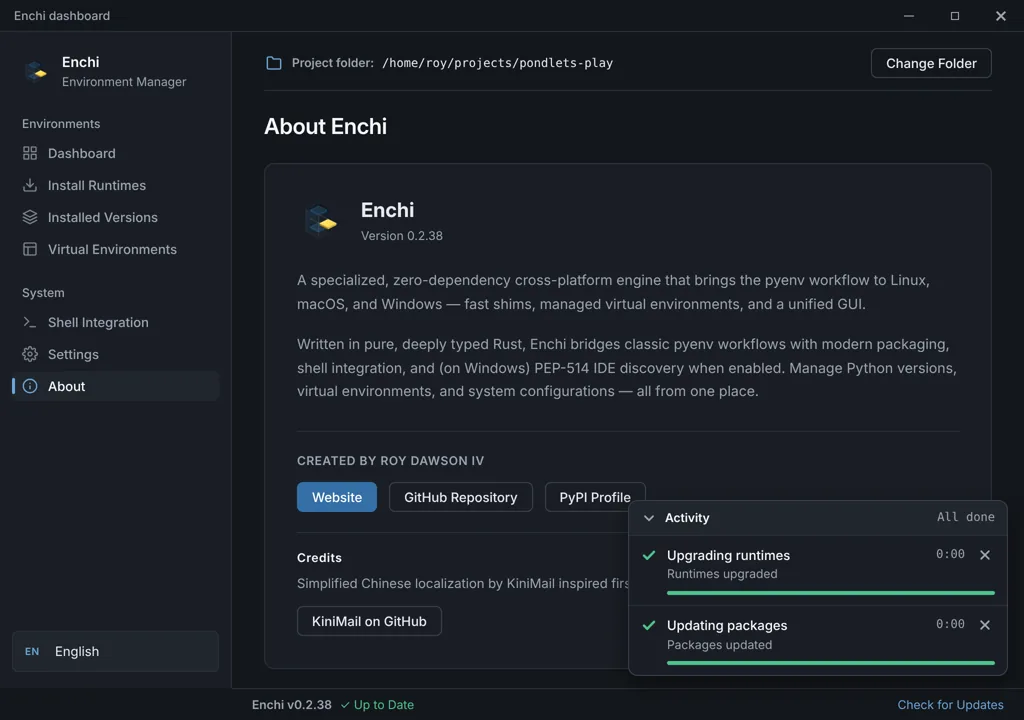 Enchi dashboard
Enchi
Environment Manager
Environments
Dashboard
Install Runtimes
Installed Versions
Virtual Environments
System
Shell Integration
Settings
About
EN English
Project folder: /home/roy/projects/pondlets-play
Change Folder
About Enchi
Enchi
Version 0.2.38
A specialized, zero-dependency cross-platform engine that brings the pyenv workflow to Linux,
macOS, and Windows — fast shims, managed virtual environments, and a unified GUI.
Written in pure, deeply typed Rust, Enchi bridges classic pyenv workflows with modern packaging,
shell integration, and (on Windows) PEP-514 IDE discovery when enabled. Manage Python versions,
virtual environments, and system configurations — all from one place.
CREATED BY ROY DAWSON IV
Website
GitHub Repository
PyPI Profile
Credits
Simplified Chinese localization by KiniMail inspired
KiniMail on GitHub
Activity
All done
Upgrading runtimes
0:00
Runtimes upgraded
Updating packages
0:00
Packages updated
Enchi v0.2.38 ✓ Up to Date
Check for Updates